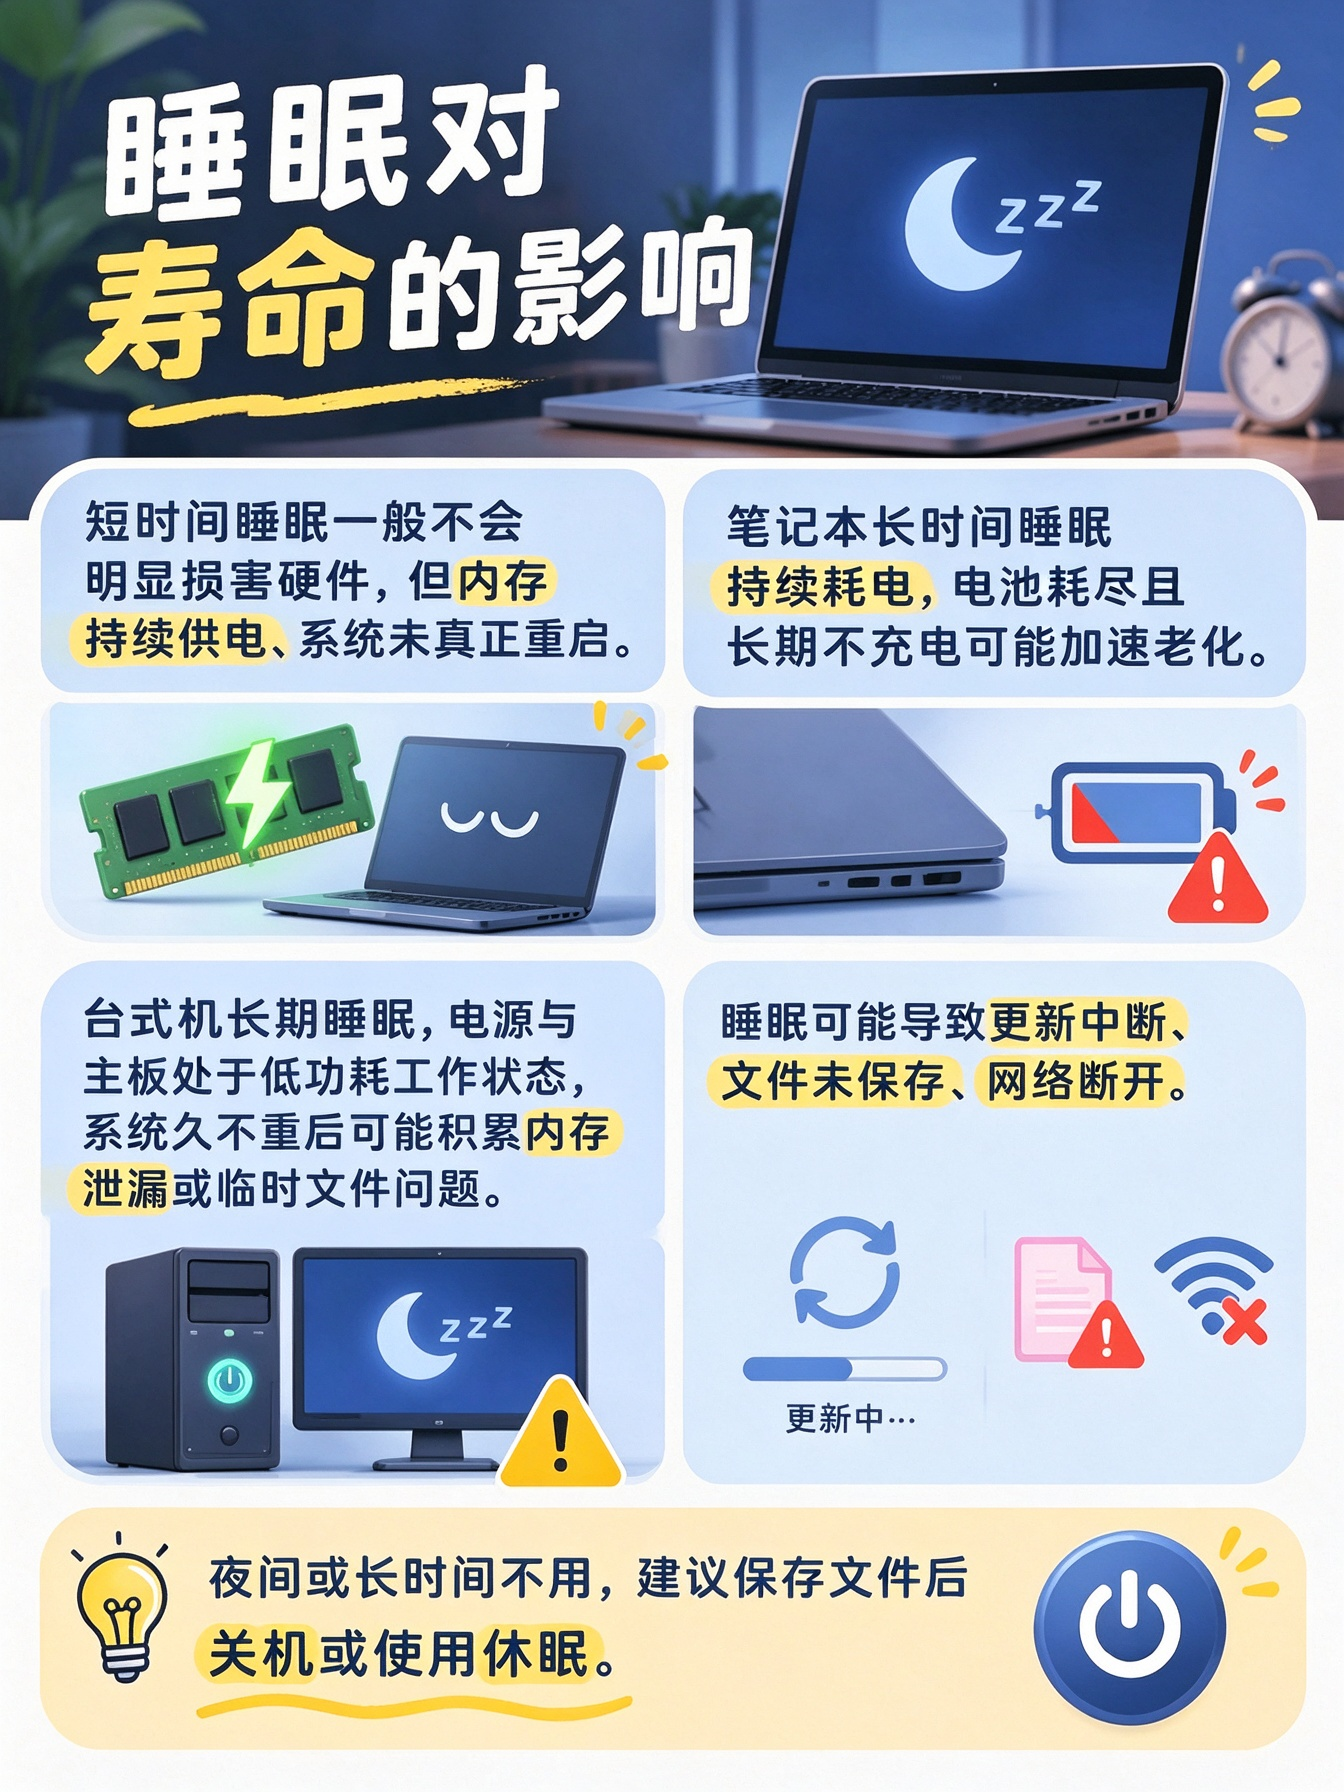 睡眠对
寿命的影响
zzz
短时间睡眠一般不会
明显损害硬件，但内存
持续供电、系统未真正重启。
笔记本长时间睡眠
持续耗电，电池耗尽且
长期不充电可能加速老化。
台式机长期睡眠，电源与
主板处于低功耗工作状态，
系统久不重启后可能积累内存
泄漏或临时文件问题。
zzz
睡眠可能导致更新中断、
文件未保存、网络断开。
更新中…
夜间或长时间不用，建议保存文件后
关机或使用休眠。